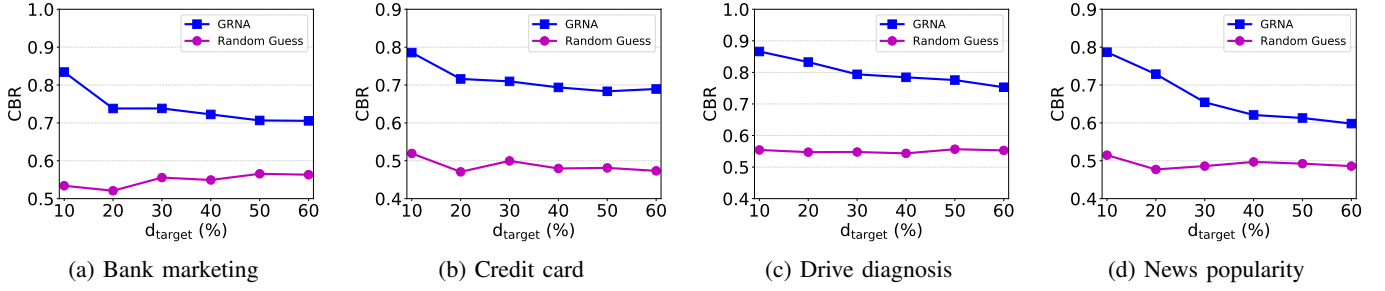 1.0
0.9
0.8
0.7
0.6
0.5
CBR
GRNA
Random Guess
10 20 30 40 50 60
d_target (%)
(a) Bank marketing
0.9
0.8
0.7
0.6
0.5
0.4
CBR
GRNA
Random Guess
10 20 30 40 50 60
d_target (%)
(b) Credit card
1.0
0.9
0.8
0.7
0.6
0.5
0.4
CBR
GRNA
Random Guess
10 20 30 40 50 60
d_target (%)
(c) Drive diagnosis
0.9
0.8
0.7
0.6
0.5
0.4
CBR
GRNA
Random Guess
10 20 30 40 50 60
d_target (%)
(d) News popularity